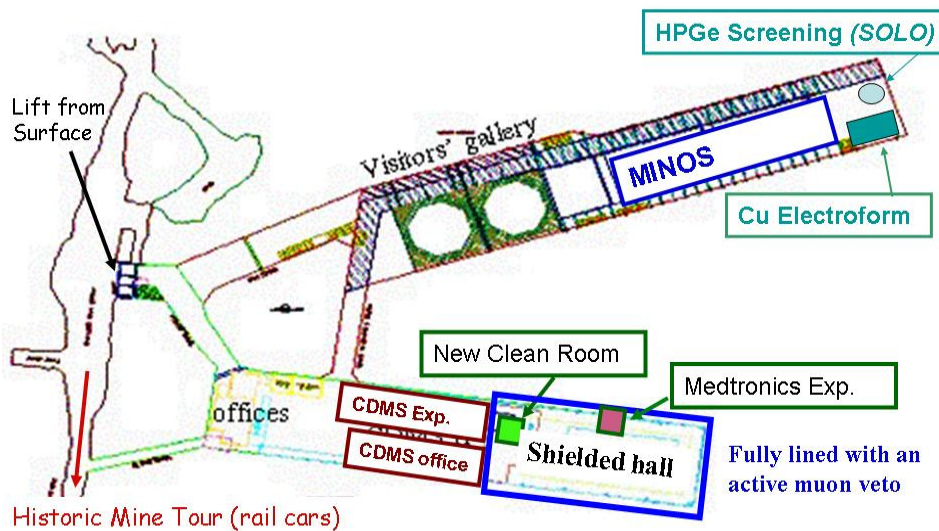 HPGe Screening (SOLO)
Lift from
Surface
Visitors' gallery
MINOS
Cu Electroform
New Clean Room
Medtronics Exp.
offices
CDMS Exp.
CDMS office
Shielded hall
Fully lined with an
active muon veto
Historic Mine Tour (rail cars)